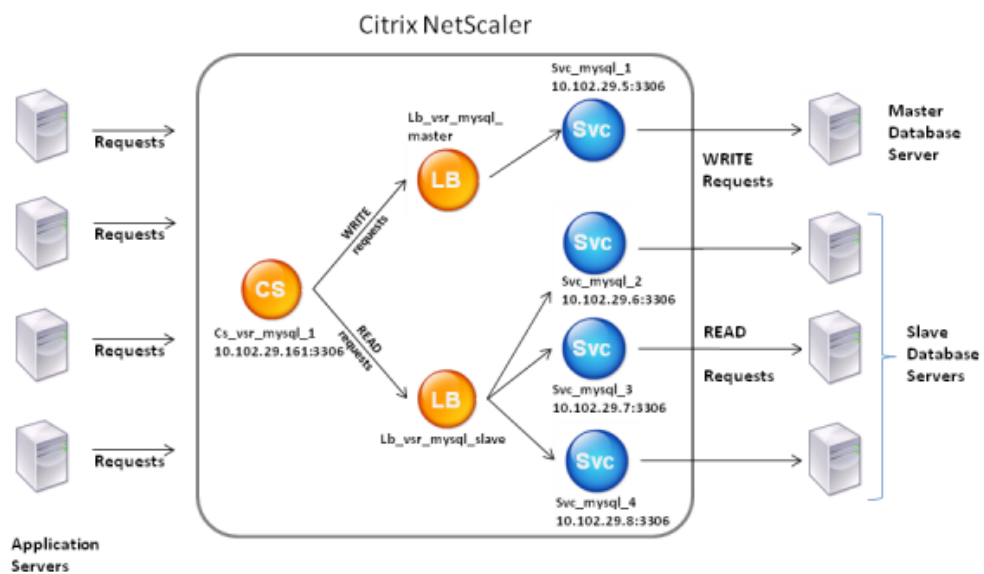 Citrix NetScaler
Requests
Requests
Requests
Requests
Application
Servers
CS
Cs_vsr_mysql_1
10.102.29.161:3306
WRITE
requests
READ
requests
Lb_vsr_mysql_
master
LB
LB
Lb_vsr_mysql_slave
Svc_mysql_1
10.102.29.5:3306
Svc
Svc
Svc_mysql_2
10.102.29.6:3306
Svc
Svc_mysql_3
10.102.29.7:3306
Svc
Svc_mysql_4
10.102.29.8:3306
WRITE
Requests
READ
Requests
Master
Database
Server
Slave
Database
Servers